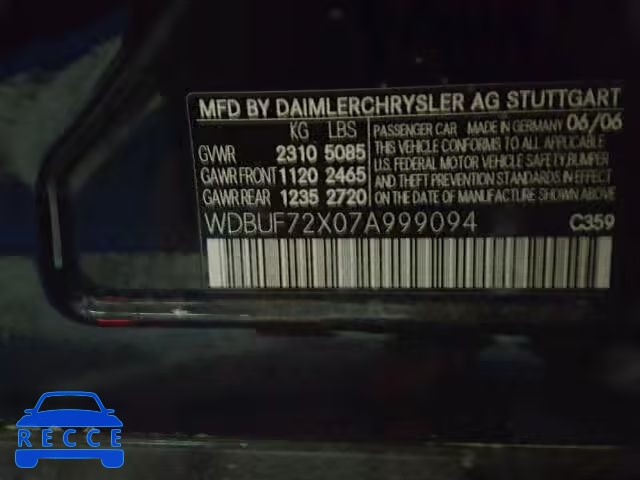 MFD BY DAIMLERCHRYSLER AG STUTTGART
KG LBS
GVWR 2310 5085
GAWR FRONT 1120 2465
GAWR REAR 1235 2720
PASSENGER CAR MADE IN GERMANY 06/06
THIS VEHICLE CONFORMS TO ALL APPLICABLE
U.S. FEDERAL MOTOR VEHICLE SAFETY, BUMPER
AND THEFT PREVENTION STANDARDS IN EFFECT
ON THE DATE OF MANUFACTURE SHOWN ABOVE.
WDBUF72X07A999094 C359
RECCE